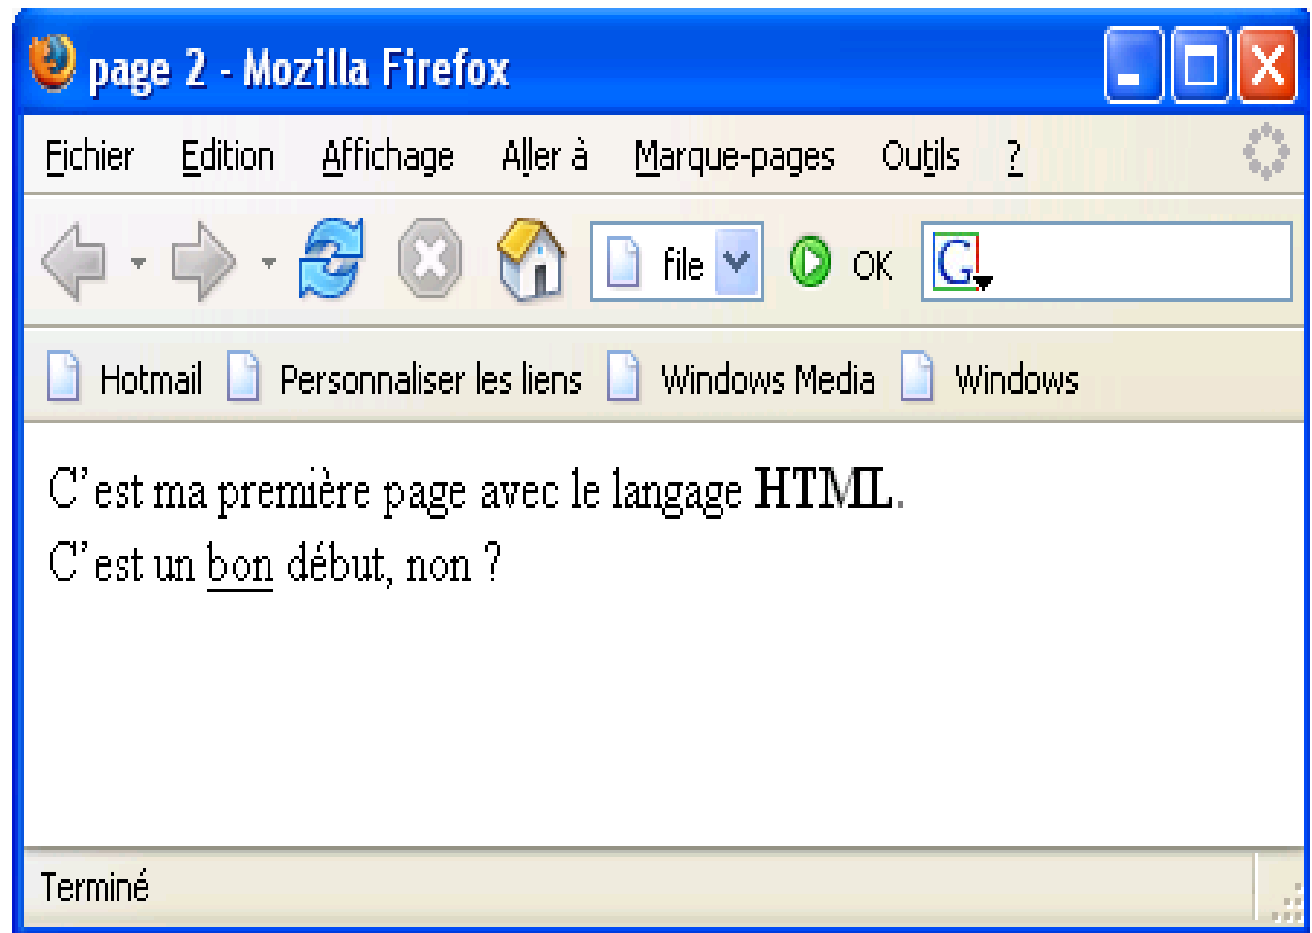 page 2 - Mozilla Firefox
Fichier Edition Affichage Aller à Marque-pages Outils ?
file OK G
Hotmail Personnaliser les liens Windows Media Windows
C'est ma première page avec le langage HTML.
C'est un bon début, non ?
Terminé